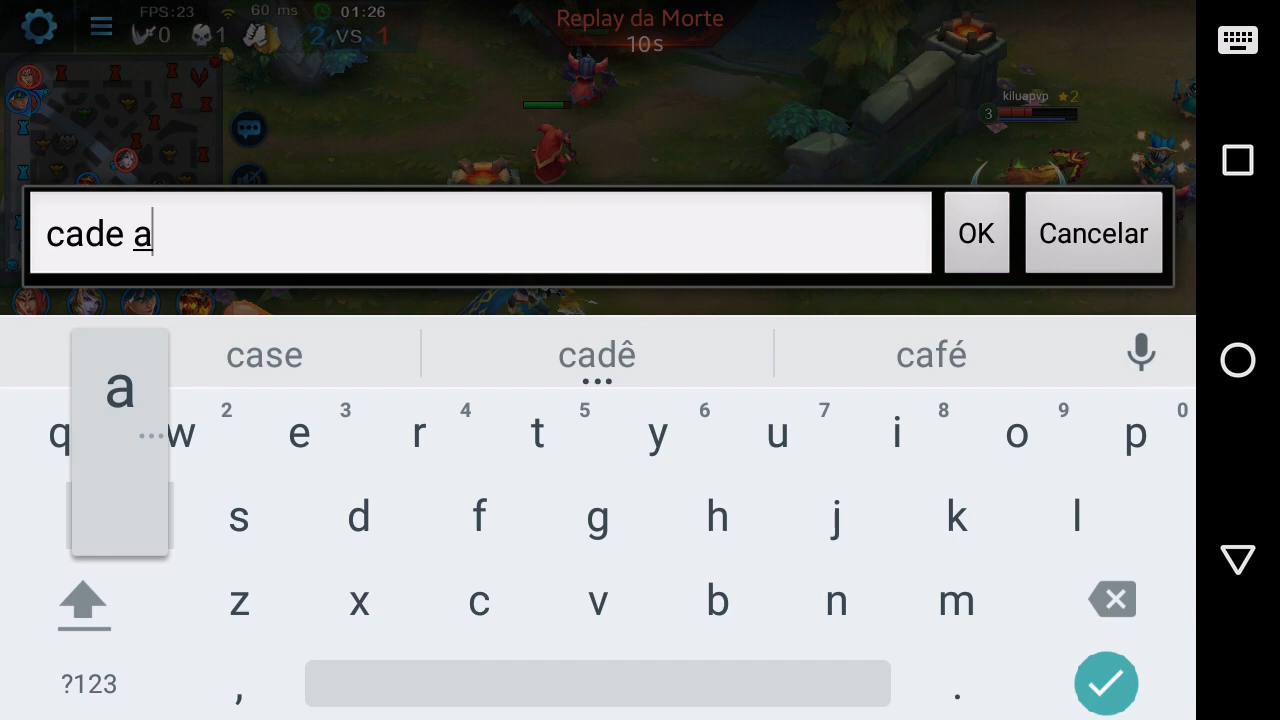 FPS:23 60 ms 01:26
0 1 2 VS 1
Replay da Morte
10s
kiluapvp 2
3
cade a
OK
Cancelar
case cadê café
a
q w 2 e 3 r 4 t 5 y 6 u 7 i 8 o 9 p 0
s d f g h j k l
z x c v b n m
?123 , .